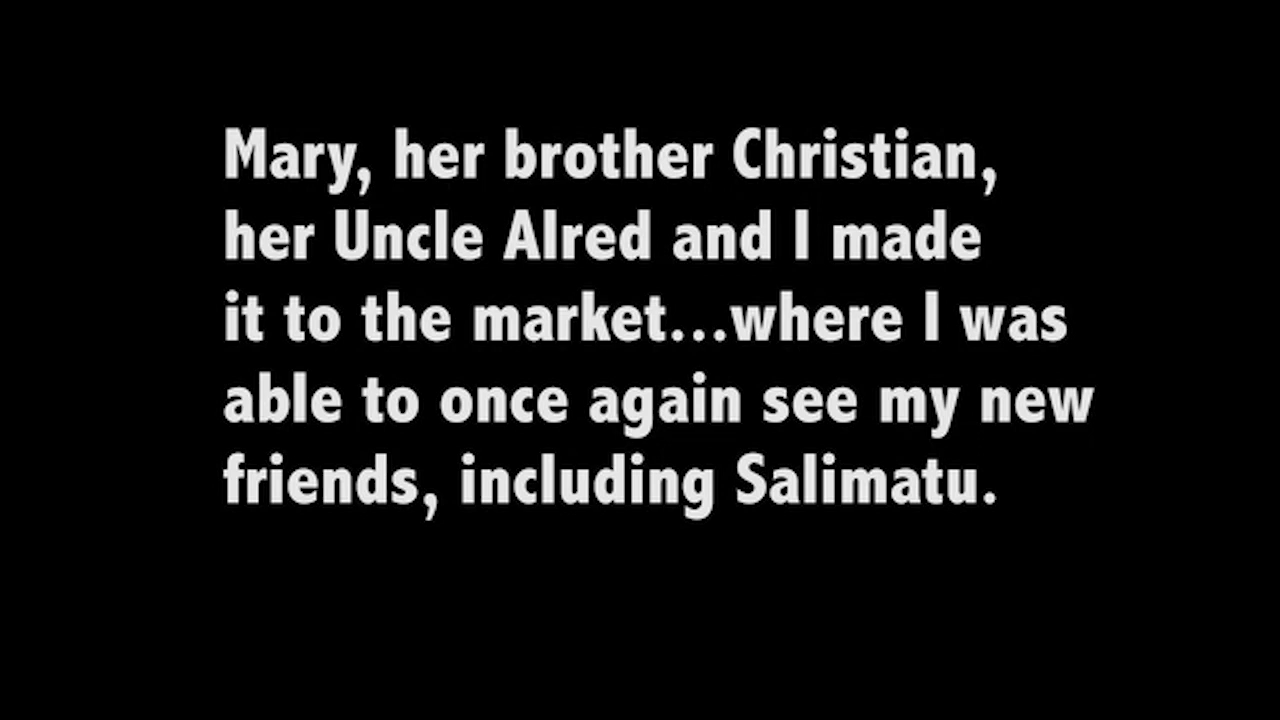 Mary, her brother Christian,
her Uncle Alred and I made
it to the market...where I was
able to once again see my new
friends, including Salimatu.